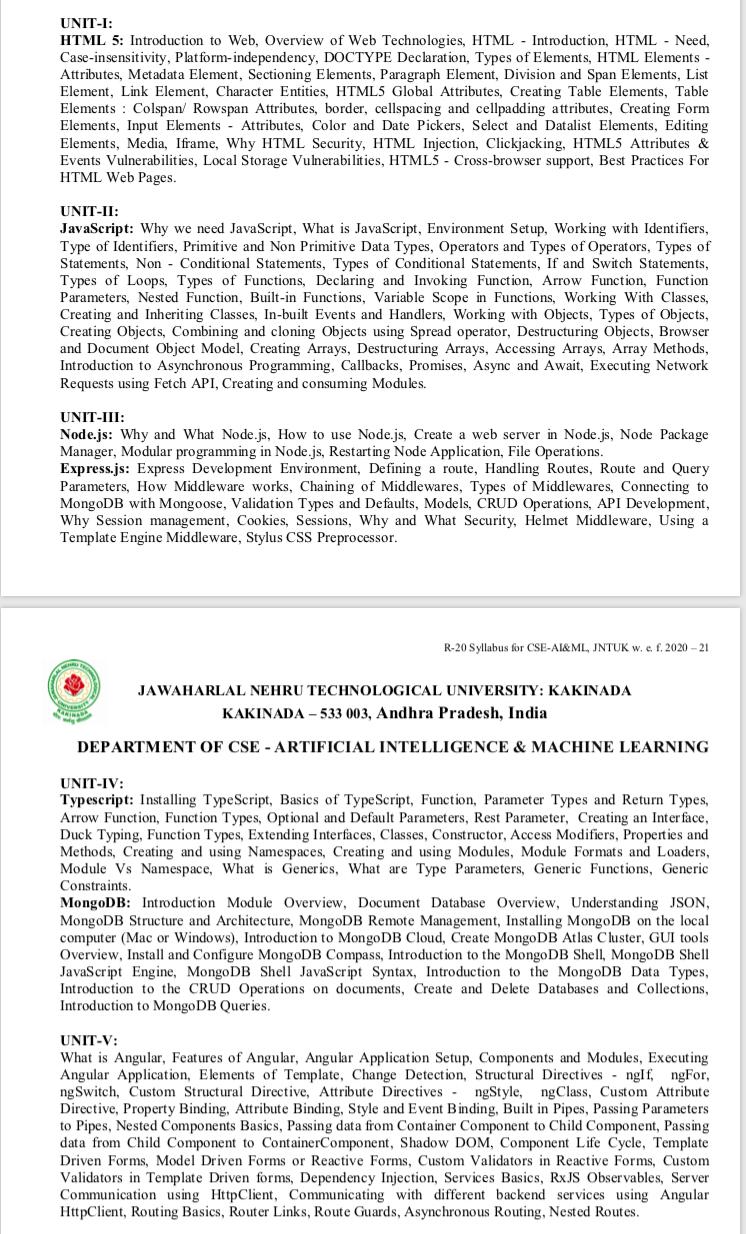 UNIT-I:
HTML 5: Introduction to Web, Overview of Web Technologies, HTML - Introduction, HTML - Need,
Case-insensitivity, Platform-independency, DOCTYPE Declaration, Types of Elements, HTML Elements -
Attributes, Metadata Element, Sectioning Elements, Paragraph Element, Division and Span Elements, List
Element, Link Element, Character Entities, HTML5 Global Attributes, Creating Table Elements, Table
Elements : Colspan/ Rowspan Attributes, border, cellspacing and cellpadding attributes, Creating Form
Elements, Input Elements - Attributes, Color and Date Pickers, Select and Datalist Elements, Editing
Elements, Media, Iframe, Why HTML Security, HTML Injection, Clickjacking, HTML5 Attributes &
Events Vulnerabilities, Local Storage Vulnerabilities, HTML5 - Cross-browser support, Best Practices For
HTML Web Pages.
UNIT-II:
JavaScript: Why we need JavaScript, What is JavaScript, Environment Setup, Working with Identifiers,
Type of Identifiers, Primitive and Non Primitive Data Types, Operators and Types of Operators, Types of
Statements, Non - Conditional Statements, Types of Conditional Statements, If and Switch Statements,
Types of Loops, Types of Functions, Declaring and Invoking Function, Arrow Function, Function
Parameters, Nested Function, Built-in Functions, Variable Scope in Functions, Working With Classes,
Creating and Inheriting Classes, In-built Events and Handlers, Working with Objects, Types of Objects,
Creating Objects, Combining and cloning Objects using Spread operator, Destructuring Objects, Browser
and Document Object Model, Creating Arrays, Destructuring Arrays, Accessing Arrays, Array Methods,
Introduction to Asynchronous Programming, Callbacks, Promises, Async and Await, Executing Network
Requests using Fetch API, Creating and consuming Modules.
UNIT-III:
Node.js: Why and What Node.js, How to use Node.js, Create a web server in Node.js, Node Package
Manager, Modular programming in Node.js, Restarting Node Application, File Operations.
Express.js: Express Development Environment, Defining a route, Handling Routes, Route and Query
Parameters, How Middleware works, Chaining of Middlewares, Types of Middlewares, Connecting to
MongoDB with Mongoose, Validation Types and Defaults, Models, CRUD Operations, API Development,
Why Session management, Cookies, Sessions, Why and What Security, Helmet Middleware, Using a
Template Engine Middleware, Stylus CSS Preprocessor.
R-20 Syllabus for CSE-AI&ML, JNTUK w. e. f. 2020 – 21
JAWAHARLAL NEHRU TECHNOLOGICAL UNIVERSITY: KAKINADA
KAKINADA – 533 003, Andhra Pradesh, India
DEPARTMENT OF CSE - ARTIFICIAL INTELLIGENCE & MACHINE LEARNING
UNIT-IV:
Typescript: Installing TypeScript, Basics of TypeScript, Function, Parameter Types and Return Types,
Arrow Function, Function Types, Optional and Default Parameters, Rest Parameter, Creating an Interface,
Duck Typing, Function Types, Extending Interfaces, Classes, Constructor, Access Modifiers, Properties and
Methods, Creating and using Namespaces, Creating and using Modules, Module Formats and Loaders,
Module Vs Namespace, What is Generics, What are Type Parameters, Generic Functions, Generic
Constraints.
MongoDB: Introduction Module Overview, Document Database Overview, Understanding JSON,
MongoDB Structure and Architecture, MongoDB Remote Management, Installing MongoDB on the local
computer (Mac or Windows), Introduction to MongoDB Cloud, Create MongoDB Atlas Cluster, GUI tools
Overview, Install and Configure MongoDB Compass, Introduction to the MongoDB Shell, MongoDB Shell
JavaScript Engine, MongoDB Shell JavaScript Syntax, Introduction to the MongoDB Data Types,
Introduction to the CRUD Operations on documents, Create and Delete Databases and Collections,
Introduction to MongoDB Queries.
UNIT-V:
What is Angular, Features of Angular, Angular Application Setup, Components and Modules, Executing
Angular Application, Elements of Template, Change Detection, Structural Directives - ngIf, ngFor,
ngSwitch, Custom Structural Directive, Attribute Directives - ngStyle, ngClass, Custom Attribute
Directive, Property Binding, Attribute Binding, Style and Event Binding, Built in Pipes, Passing Parameters
to Pipes, Nested Components Basics, Passing data from Container Component to Child Component, Passing
data from Child Component to ContainerComponent, Shadow DOM, Component Life Cycle, Template
Driven Forms, Model Driven Forms or Reactive Forms, Custom Validators in Reactive Forms, Custom
Validators in Template Driven forms, Dependency Injection, Services Basics, RxJS Observables, Server
Communication using HttpClient, Communicating with different backend services using Angular
HttpClient, Routing Basics, Router Links, Route Guards, Asynchronous Routing, Nested Routes.